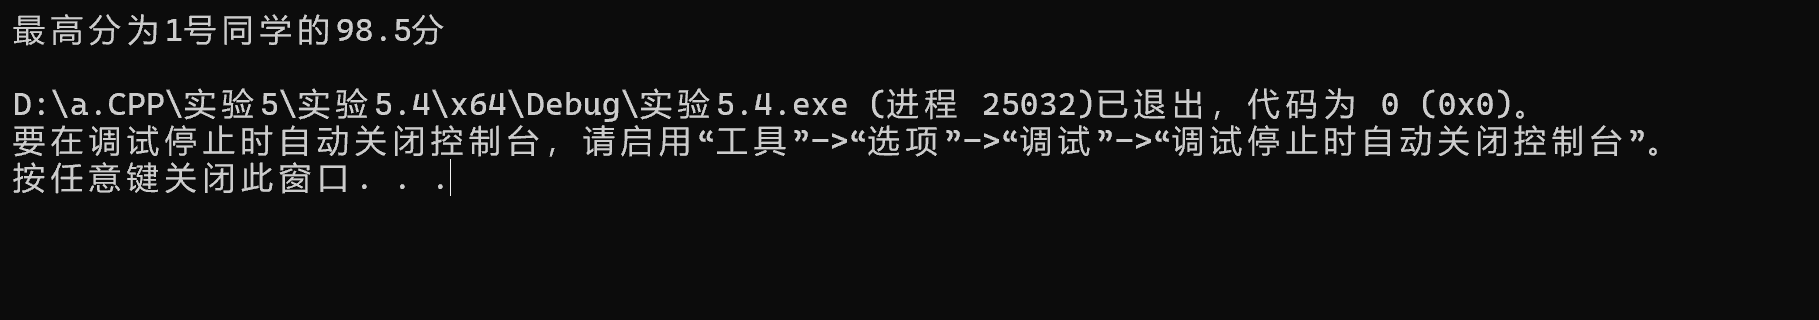 最高分为1号同学的98.5分
D:\a.CPP\实验5\实验5.4\x64\Debug\实验5.4.exe (进程 25032)已退出，代码为 0 (0x0)。
要在调试停止时自动关闭控制台，请启用“工具”->“选项”->“调试”->“调试停止时自动关闭控制台”。
按任意键关闭此窗口. . .